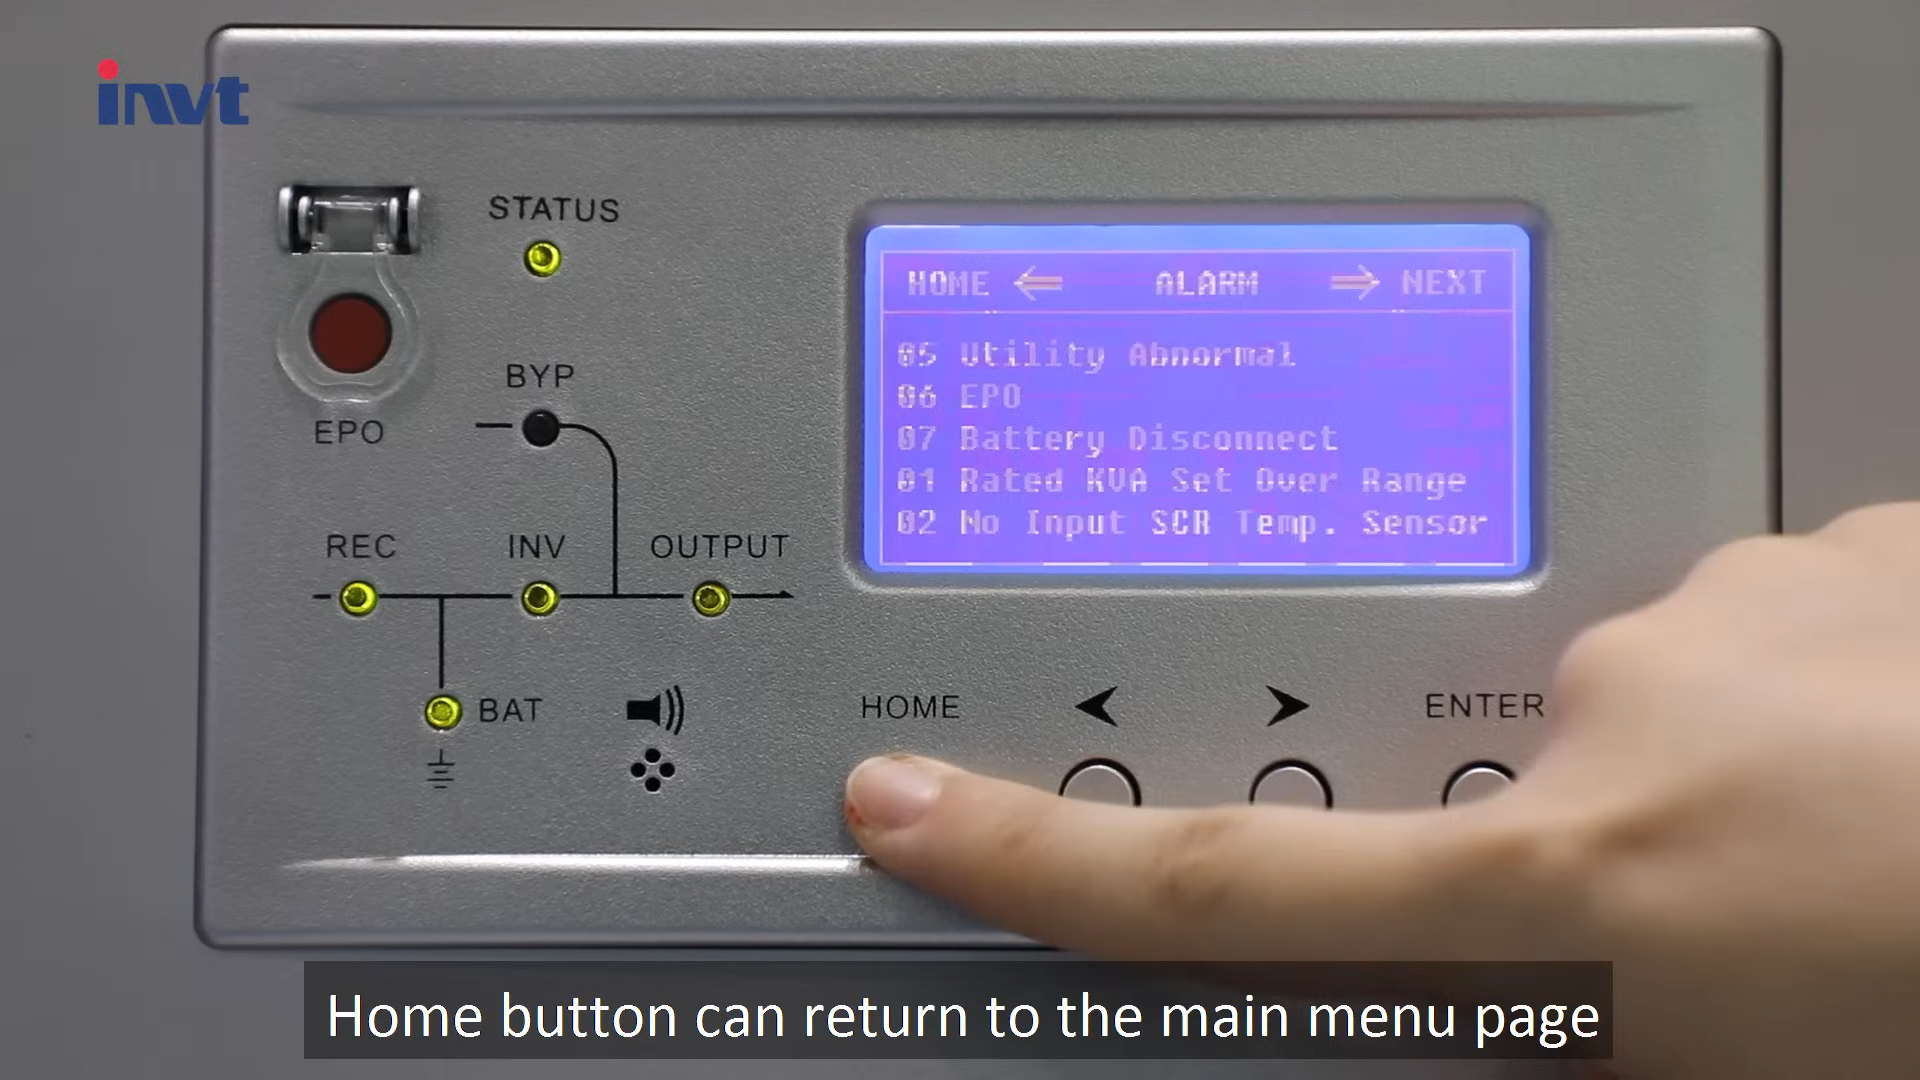 invt
STATUS
EPO
BYP
REC
INV
OUTPUT
BAT
HOME ALARM NEXT
05 Utility Abnormal
06 EPO
07 Battery Disconnect
01 Rated KVA Set Over Range
02 No Input SCR Temp. Sensor
HOME
ENTER
Home button can return to the main menu page